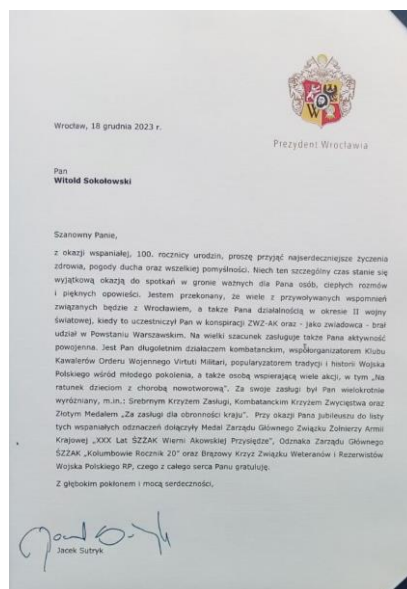 Wrocław, 18 grudnia 2023 r.
Prezydent Wrocławia
Pan
Witold Sokołowski
Szanowny Panie,
z okazji wspaniałej, 100. rocznicy urodzin, proszę przyjąć najserdeczniejsze życzenia
zdrowia, pogody ducha oraz wszelkiej pomyślności. Niech ten szczególny czas stanie się
wyjątkową okazją do spotkań w gronie ważnych dla Pana osób, ciepłych rozmów
i pięknych opowieści. Jestem przekonany, że wiele z przywoływanych wspomnień
związanych będzie z Wrocławiem, a także Pana działalnością w okresie II wojny
światowej, kiedy to uczestniczył Pan w konspiracji ZWZ-AK oraz - jako zwiadowca - brał
udział w Powstaniu Warszawskim. Na wielki szacunek zasługuje także Pana aktywność
powojenna. Jest Pan długoletnim działaczem kombatanckim, współorganizatorem Klubu
Kawalerów Orderu Wojennego Virtuti Militari, popularyzatorem tradycji i historii Wojska
Polskiego wśród młodego pokolenia, a także osobą wspierającą wiele akcji, w tym „Na
ratunek dzieciom z chorobą nowotworową”. Za swoje zasługi był Pan wielokrotnie
wyróżniany, m.in.: Srebrnym Krzyżem Zasługi, Kombatanckim Krzyżem Zwycięstwa oraz
Złotym Medalem „Za zasługi dla obronności kraju”. Przy okazji Pana jubileuszu do listy
tych wspaniałych odznaczeń dołączyły Medal Zarządu Głównego Związku Żołnierzy Armii
Krajowej „XXX Lat ŚZŻAK Wierni Akowskiej Przysiędze”, Odznaka Zarządu Głównego
ŚZŻAK „Kolumbowie Rocznik 20” oraz Brązowy Krzyż Związku Weteranów i Rezerwistów
Wojska Polskiego RP, czego z całego serca Panu gratuluję.
Z głębokim pokłonem i mocą serdeczności,
Jacek Sutryk